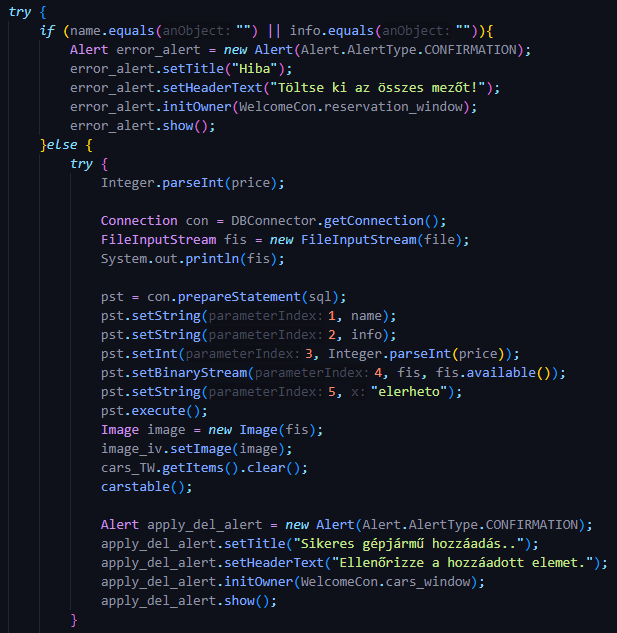 try {
if (name.equals(anObject: "") || info.equals(anObject: "")){
Alert error_alert = new Alert(Alert.AlertType.CONFIRMATION);
error_alert.setTitle("Hiba");
error_alert.setHeaderText("Töltse ki az összes mezőt!");
error_alert.initOwner(WelcomeCon.reservation_window);
error_alert.show();
}else {
try {
Integer.parseInt(price);
Connection con = DBConnector.getConnection();
FileInputStream fis = new FileInputStream(file);
System.out.println(fis);
pst = con.prepareStatement(sql);
pst.setString(parameterIndex: 1, name);
pst.setString(parameterIndex: 2, info);
pst.setInt(parameterIndex: 3, Integer.parseInt(price));
pst.setBinaryStream(parameterIndex: 4, fis, fis.available());
pst.setString(parameterIndex: 5, x: "elerheto");
pst.execute();
Image image = new Image(fis);
image_iv.setImage(image);
cars_TW.getItems().clear();
carstable();
Alert apply_del_alert = new Alert(Alert.AlertType.CONFIRMATION);
apply_del_alert.setTitle("Sikeres gépjármű hozzáadás..");
apply_del_alert.setHeaderText("Ellenőrizze a hozzáadott elemet.");
apply_del_alert.initOwner(WelcomeCon.cars_window);
apply_del_alert.show();
}